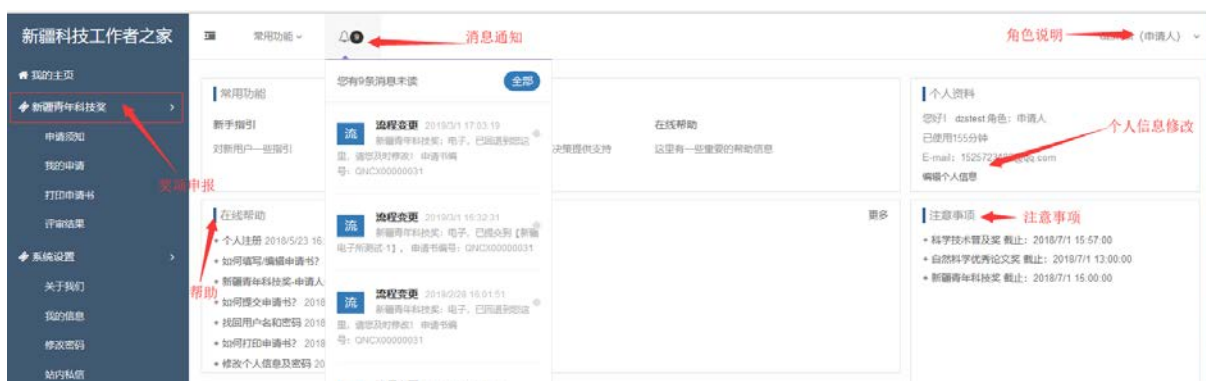 新疆科技工作者之家
常用功能
9
消息通知
角色说明
(申请人)
我的主页
新疆青年科技奖
申请须知
我的申请
打印申请书
评审结果
系统设置
关于我们
我的信息
修改密码
站内私信
奖项申报
帮助
常用功能
新手指引
对新用户一些指引
在线帮助
• 个人注册 2018/5/23 16:
• 如何填写/编辑申请书?
• 新疆青年科技奖-申请人
• 如何提交申请书? 2018
• 找回用户名和密码 2018
• 如何打印申请书? 2018
• 修改个人信息及密码 20
您有9条消息未读
全部
流
流程变更 2019/3/1 17:03:19
新疆青年科技奖:电子,已回退到您这
里,请您及时修改! 申请书编
号:QNCX00000031
流
流程变更 2019/3/1 16:32:31
新疆青年科技奖:电子,已提交到【新疆
电子所测试-1】,申请书编号:QNCX00000031
流
流程变更 2019/2/28 16:01:51
新疆青年科技奖:电子,已回退到您这
里,请您及时修改! 申请书编
号:QNCX00000031
决策提供支持
在线帮助
这里有一些重要的帮助信息
更多
个人资料
您好! dzstest 角色:申请人
已使用155分钟
E-mail:
编辑个人信息
个人信息修改
注意事项
注意事项
• 科学技术普及奖 截止:2018/7/1 15:57:00
• 自然科学优秀论文奖 截止:2018/7/1 13:00:00
• 新疆青年科技奖 截止:2018/7/1 15:00:00